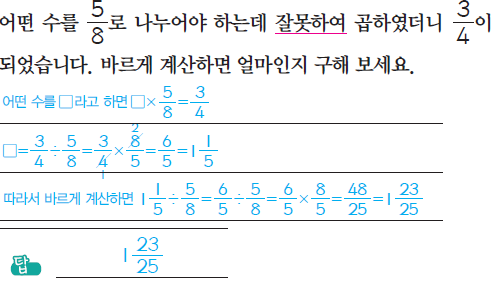 어떤 수를 5/8로 나누어야 하는데 잘못하여 곱하였더니 3/4이
되었습니다. 바르게 계산하면 얼마인지 구해 보세요.
어떤 수를 □라고 하면 □×5/8=3/4
□=3/4÷5/8=3/4×8/5=6/5=1 1/5
따라서 바르게 계산하면 1 1/5÷5/8=6/5÷5/8=6/5×8/5=48/25=1 23/25
답 1 23/25